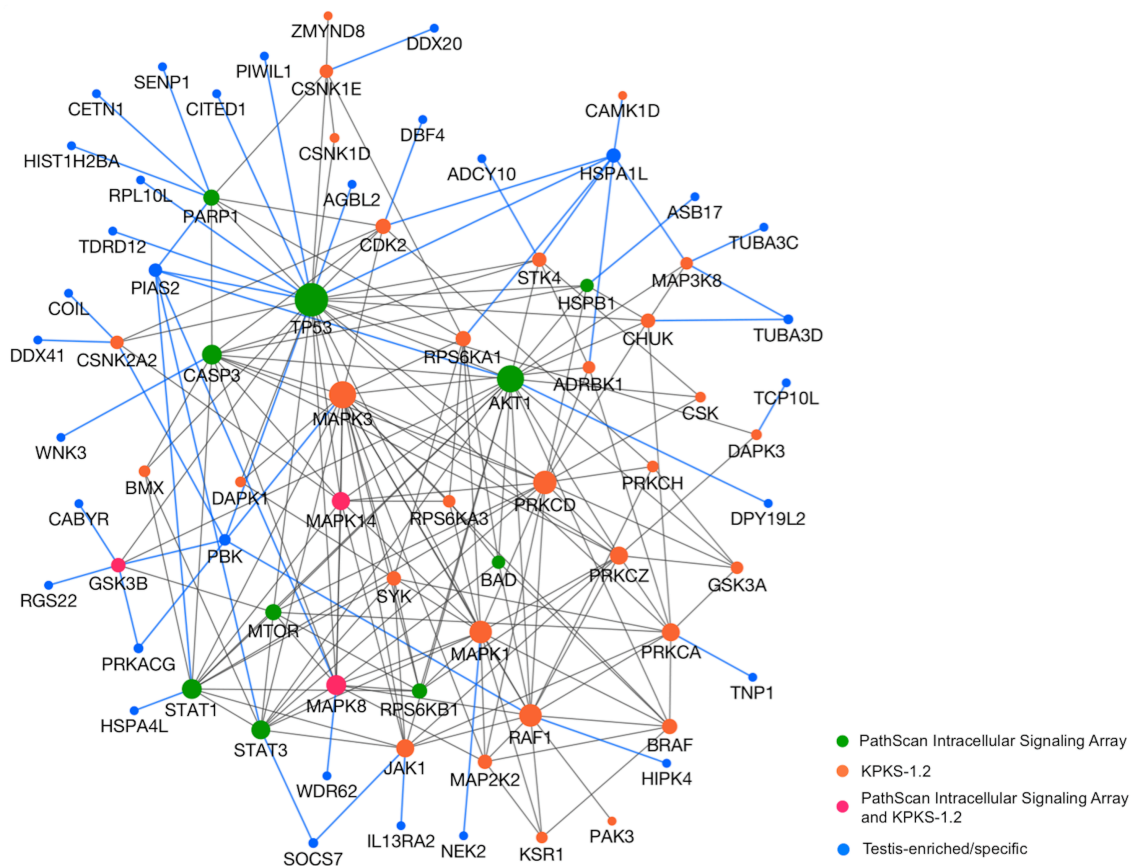 ZMYND8
DDX20
PIWIL1
SENP1
CSNK1E
CETN1
CITED1
CAMK1D
DBF4
CSNK1D
HIST1H2BA
ADCY10
HSPA1L
RPL10L
AGBL2
ASB17
PARP1
TUBA3C
TDRD12
CDK2
STK4
MAP3K8
PIAS2
HSPB1
COIL
TP53
TUBA3D
CHUK
DDX41
CSNK2A2
RPS6KA1
CASP3
ADRBK1
AKT1
TCP10L
MAPK3
CSK
WNK3
DAPK3
BMX
DAPK1
PRKCH
PRKCD
CABYR
MAPK14
RPS6KA3
DPY19L2
PBK
GSK3B
BAD
PRKCZ
GSK3A
RGS22
SYK
MTOR
MAPK1
PRKCA
PRKACG
TNP1
STAT1
MAPK8
RPS6KB1
HSPA4L
STAT3
RAF1
BRAF
JAK1
MAP2K2
HIPK4
WDR62
IL13RA2
PAK3
NEK2
KSR1
SOCS7
PathScan Intracellular Signaling Array
KPKS-1.2
PathScan Intracellular Signaling Array
and KPKS-1.2
Testis-enriched/specific